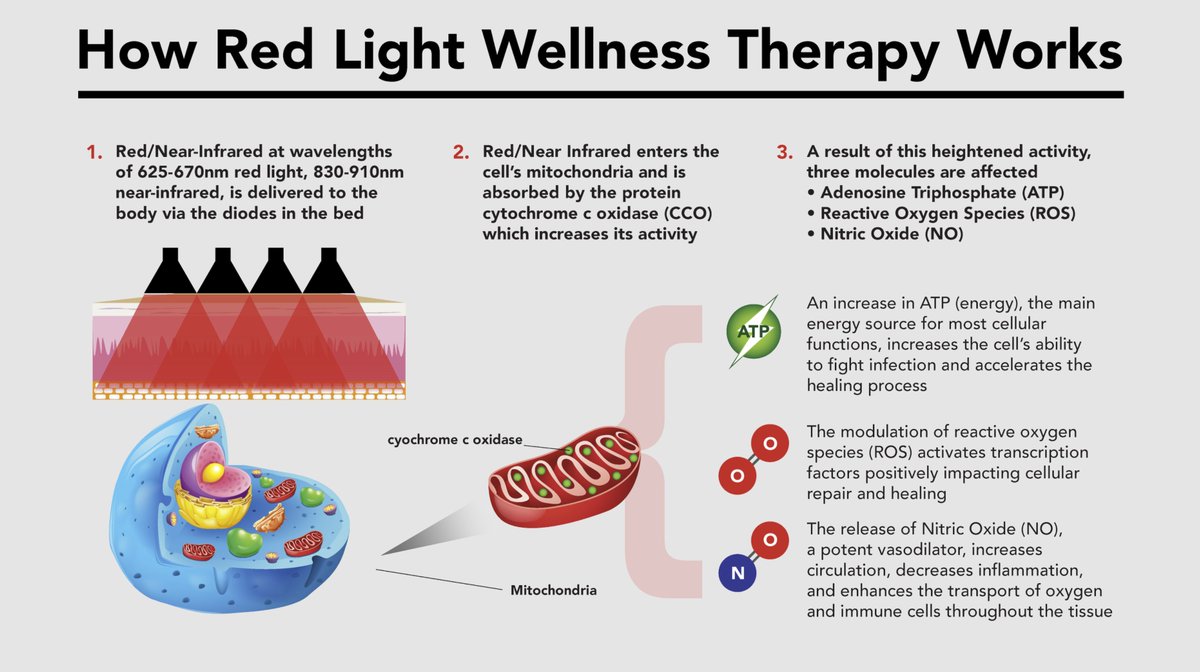 How Red Light Wellness Therapy Works
1. Red/Near-Infrared at wavelengths
of 625-670nm red light, 830-910nm
near-infrared, is delivered to the
body via the diodes in the bed
2. Red/Near Infrared enters the
cell's mitochondria and is
absorbed by the protein
cytochrome c oxidase (CCO)
which increases its activity
3. A result of this heightened activity,
three molecules are affected
• Adenosine Triphosphate (ATP)
• Reactive Oxygen Species (ROS)
• Nitric Oxide (NO)
cyochrome c oxidase
Mitochondria
ATP
An increase in ATP (energy), the main
energy source for most cellular
functions, increases the cell's ability
to fight infection and accelerates the
healing process
O
O
The modulation of reactive oxygen
species (ROS) activates transcription
factors positively impacting cellular
repair and healing
O
N
The release of Nitric Oxide (NO),
a potent vasodilator, increases
circulation, decreases inflammation,
and enhances the transport of oxygen
and immune cells throughout the tissue